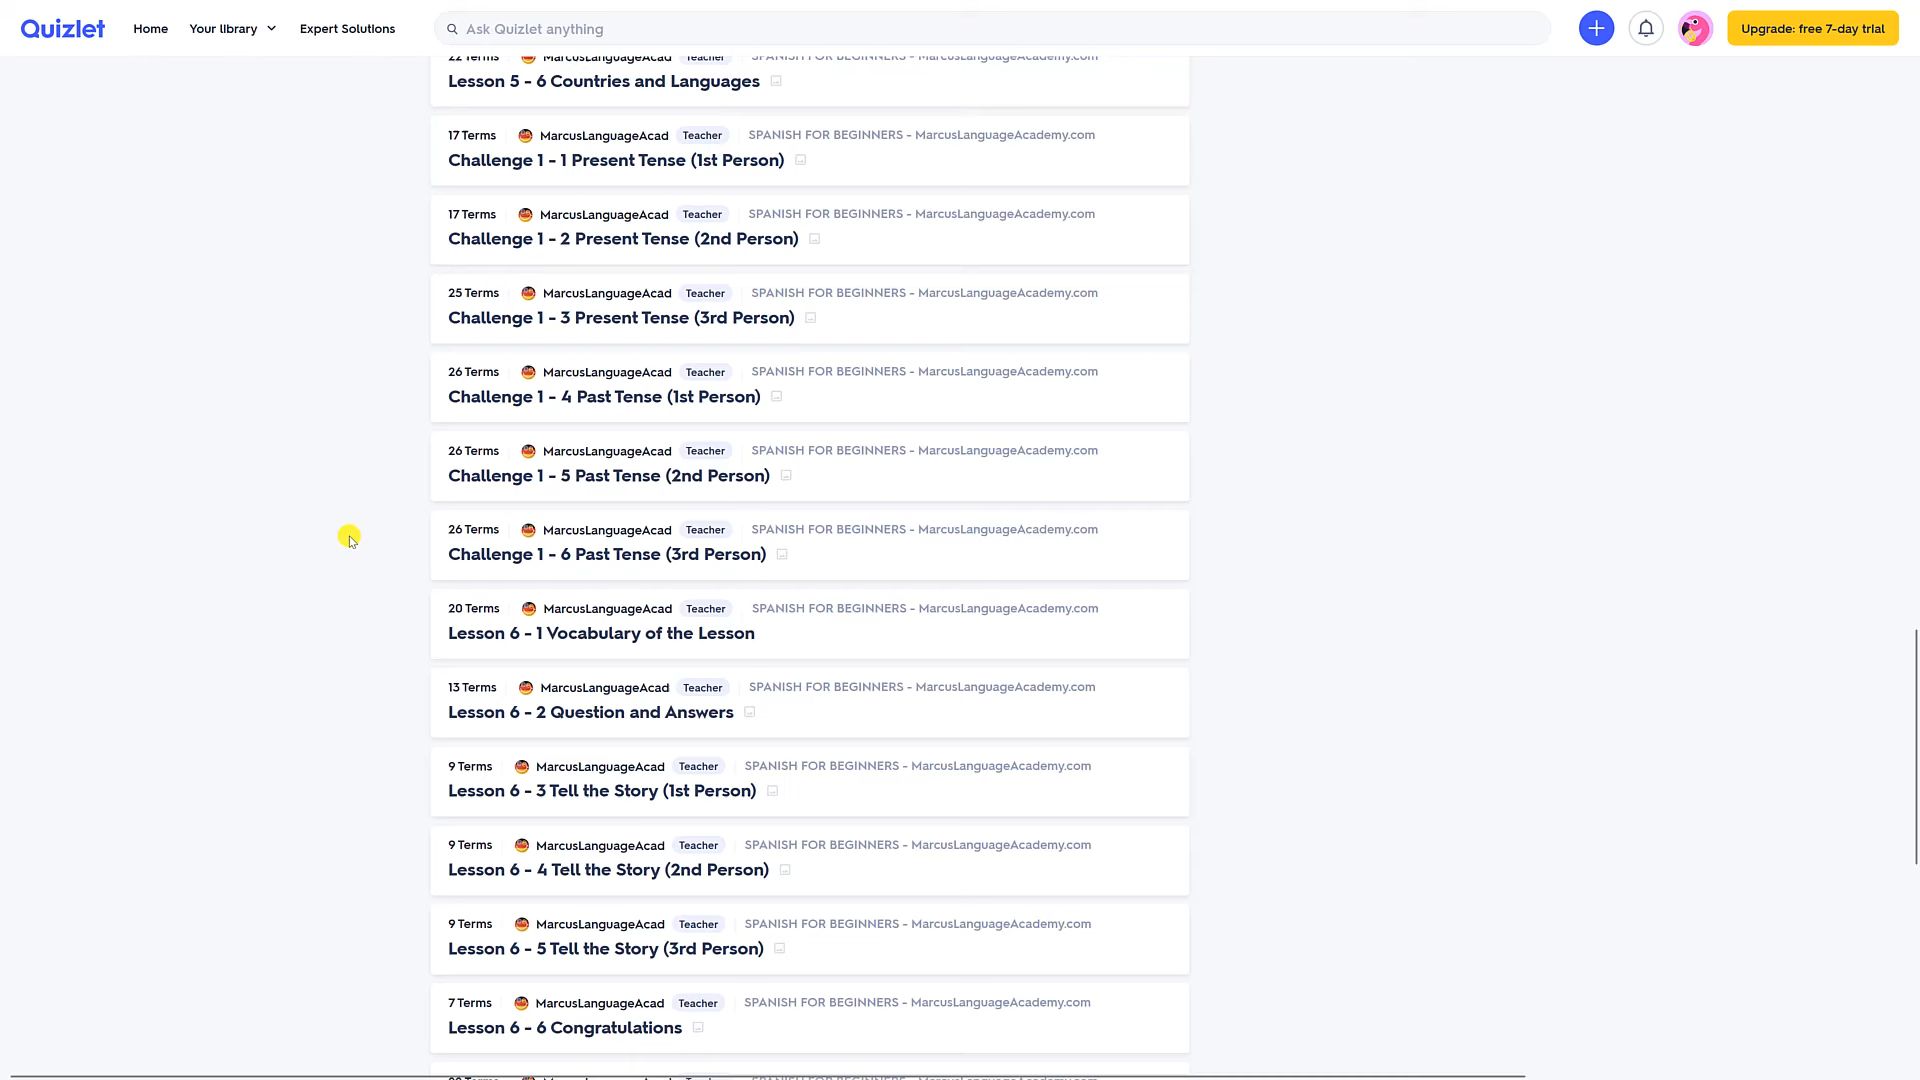 Quizlet
Home
Your library
Expert Solutions
Ask Quizlet anything
Upgrade: free 7-day trial
22 Terms MarcusLanguageAcad Teacher SPANISH FOR BEGINNERS - MarcusLanguageAcademy.com
Lesson 5 - 6 Countries and Languages
17 Terms MarcusLanguageAcad Teacher SPANISH FOR BEGINNERS - MarcusLanguageAcademy.com
Challenge 1 - 1 Present Tense (1st Person)
17 Terms MarcusLanguageAcad Teacher SPANISH FOR BEGINNERS - MarcusLanguageAcademy.com
Challenge 1 - 2 Present Tense (2nd Person)
25 Terms MarcusLanguageAcad Teacher SPANISH FOR BEGINNERS - MarcusLanguageAcademy.com
Challenge 1 - 3 Present Tense (3rd Person)
26 Terms MarcusLanguageAcad Teacher SPANISH FOR BEGINNERS - MarcusLanguageAcademy.com
Challenge 1 - 4 Past Tense (1st Person)
26 Terms MarcusLanguageAcad Teacher SPANISH FOR BEGINNERS - MarcusLanguageAcademy.com
Challenge 1 - 5 Past Tense (2nd Person)
26 Terms MarcusLanguageAcad Teacher SPANISH FOR BEGINNERS - MarcusLanguageAcademy.com
Challenge 1 - 6 Past Tense (3rd Person)
20 Terms MarcusLanguageAcad Teacher SPANISH FOR BEGINNERS - MarcusLanguageAcademy.com
Lesson 6 - 1 Vocabulary of the Lesson
13 Terms MarcusLanguageAcad Teacher SPANISH FOR BEGINNERS - MarcusLanguageAcademy.com
Lesson 6 - 2 Question and Answers
9 Terms MarcusLanguageAcad Teacher SPANISH FOR BEGINNERS - MarcusLanguageAcademy.com
Lesson 6 - 3 Tell the Story (1st Person)
9 Terms MarcusLanguageAcad Teacher SPANISH FOR BEGINNERS - MarcusLanguageAcademy.com
Lesson 6 - 4 Tell the Story (2nd Person)
9 Terms MarcusLanguageAcad Teacher SPANISH FOR BEGINNERS - MarcusLanguageAcademy.com
Lesson 6 - 5 Tell the Story (3rd Person)
7 Terms MarcusLanguageAcad Teacher SPANISH FOR BEGINNERS - MarcusLanguageAcademy.com
Lesson 6 - 6 Congratulations